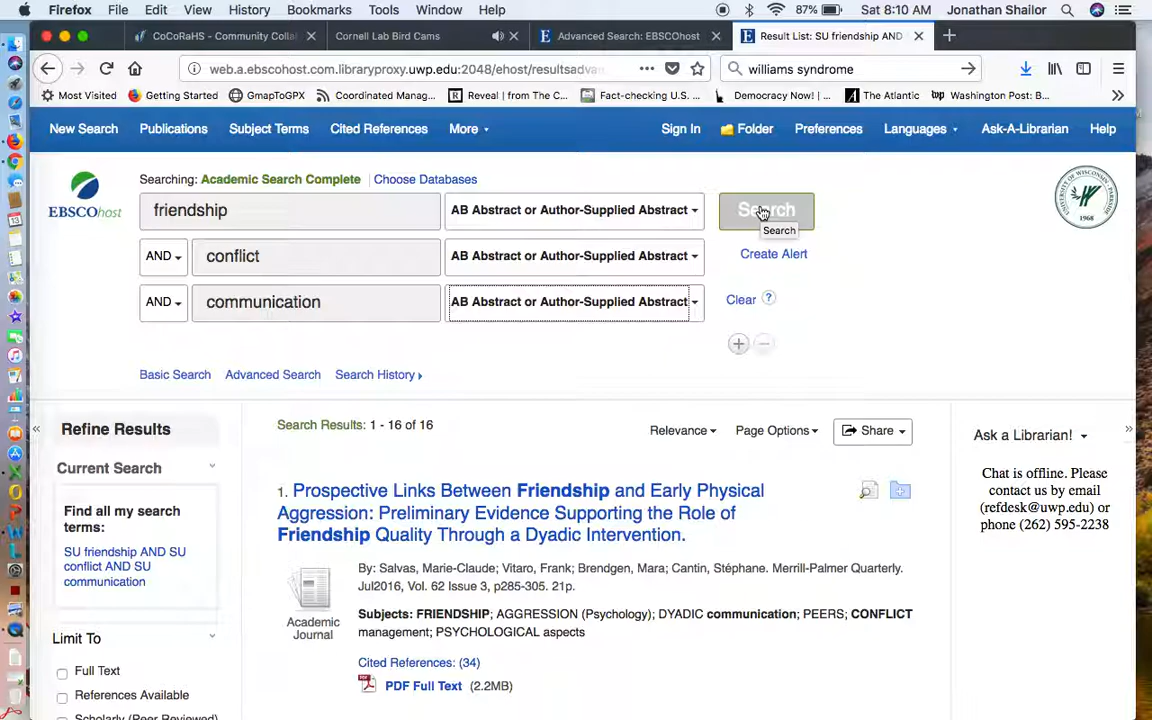 Firefox File Edit View History Bookmarks Tools Window Help 87% Sat 8:10 AM Jonathan Shailor
CoCoRaHS - Community Colla Cornell Lab Bird Cams Advanced Search: EBSCOhost Result List: SU friendship AND
web.a.ebscohost.com.libraryproxy.uwp.edu:2048/ehost/resultsadva williams syndrome
Most Visited Getting Started GmapToGPX Coordinated Manag... Reveal | from The C... Fact-checking U.S. ... Democracy Now! | ... The Atlantic Washington Post: B...
New Search Publications Subject Terms Cited References More Sign In Folder Preferences Languages Ask-A-Librarian Help
Searching: Academic Search Complete Choose Databases
EBSCOhost
friendship AB Abstract or Author-Supplied Abstract Search
Search
AND conflict AB Abstract or Author-Supplied Abstract Create Alert
AND communication AB Abstract or Author-Supplied Abstract Clear ?
Basic Search Advanced Search Search History
Refine Results
Search Results: 1 - 16 of 16 Relevance Page Options Share
Current Search
Find all my search
terms:
SU friendship AND SU
conflict AND SU
communication
Limit To
Full Text
References Available
Scholarly (Peer Reviewed)
1. Prospective Links Between Friendship and Early Physical
Aggression: Preliminary Evidence Supporting the Role of
Friendship Quality Through a Dyadic Intervention.
By: Salvas, Marie-Claude; Vitaro, Frank; Brendgen, Mara; Cantin, Stéphane. Merrill-Palmer Quarterly.
Jul2016, Vol. 62 Issue 3, p285-305. 21p.
Academic
Journal
Subjects: FRIENDSHIP; AGGRESSION (Psychology); DYADIC communication; PEERS; CONFLICT
management; PSYCHOLOGICAL aspects
Cited References: (34)
PDF Full Text (2.2MB)
Ask a Librarian!
Chat is offline. Please
contact us by email
(refdesk@uwp.edu) or
phone (262) 595-2238